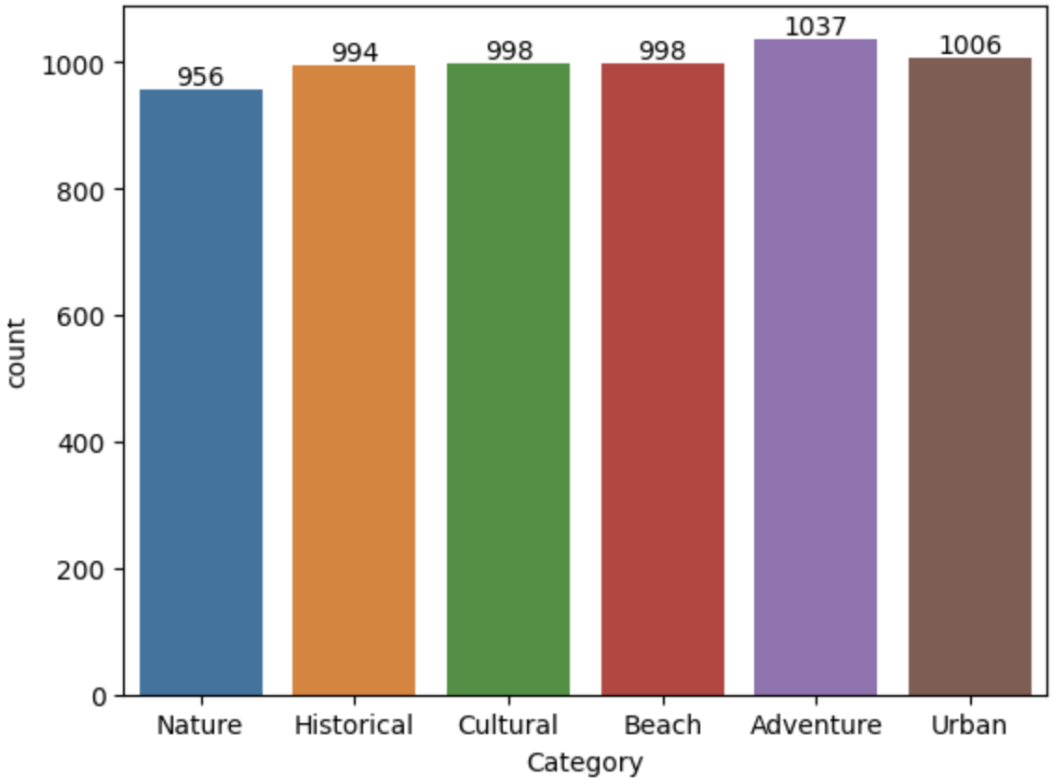 1037
1006
994
998
998
956
1000
800
600
400
200
0
count
Nature
Historical
Cultural
Beach
Adventure
Urban
Category